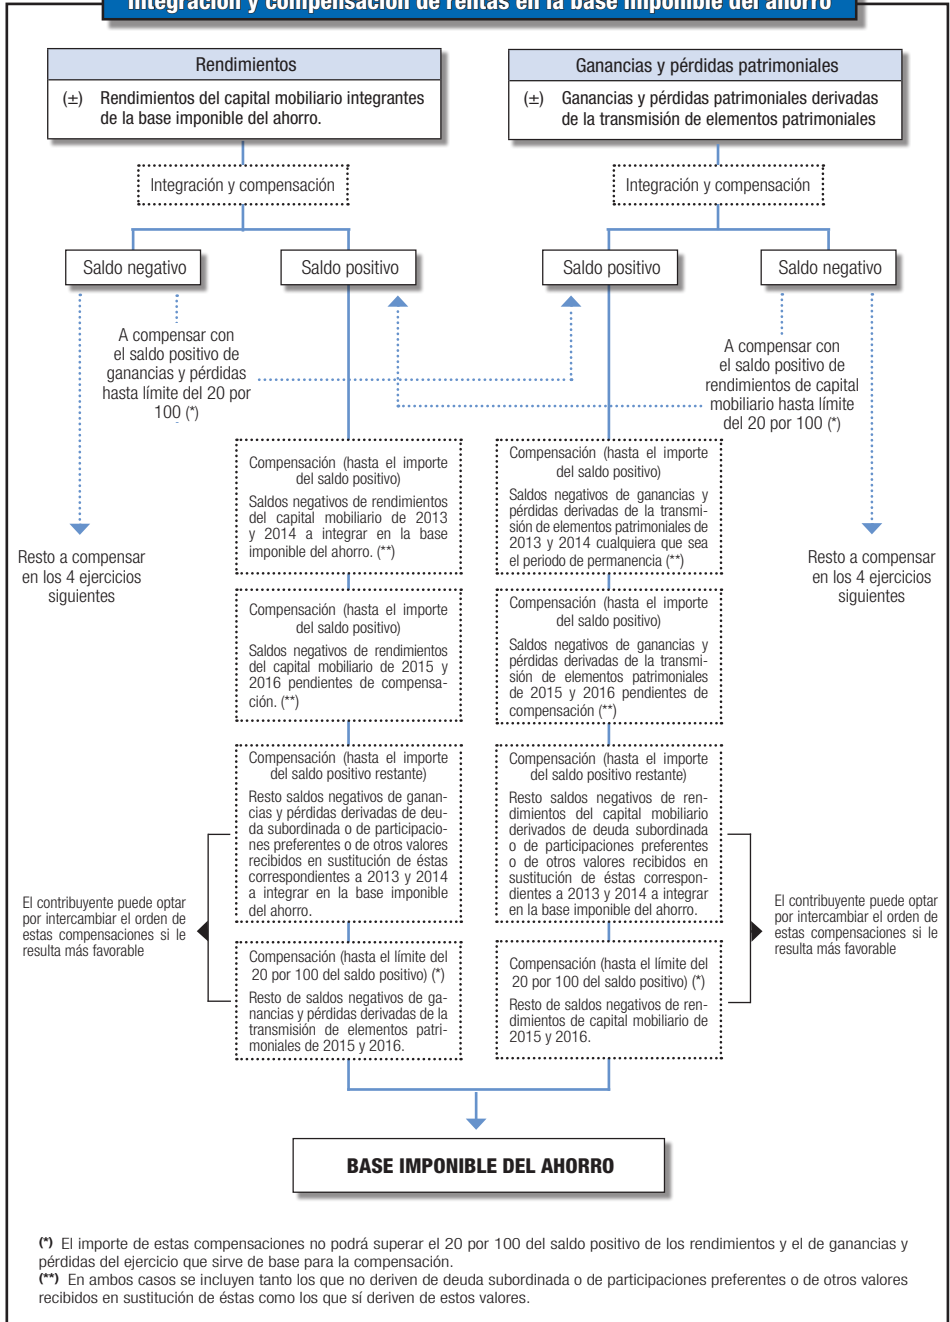 Integración y compensación de rentas en la base imponible del ahorro
Rendimientos
(±) Rendimientos del capital mobiliario integrantes
de la base imponible del ahorro.
Ganancias y pérdidas patrimoniales
(±) Ganancias y pérdidas patrimoniales derivadas
de la transmisión de elementos patrimoniales
Integración y compensación
Integración y compensación
Saldo negativo
Saldo positivo
Saldo positivo
Saldo negativo
A compensar con
el saldo positivo de
ganancias y pérdidas
hasta límite del 20 por
100 (*)
A compensar con
el saldo positivo de
rendimientos de capital
mobiliario hasta límite
del 20 por 100 (*)
Resto a compensar
en los 4 ejercicios
siguientes
Compensación (hasta el importe
del saldo positivo)
Saldos negativos de rendimientos
del capital mobiliario de 2013
y 2014 a integrar en la base
imponible del ahorro. (**)
Compensación (hasta el importe
del saldo positivo)
Saldos negativos de ganancias y
pérdidas derivadas de la transmi-
sión de elementos patrimoniales de
2013 y 2014 cualquiera que sea
el periodo de permanencia (**)
Resto a compensar
en los 4 ejercicios
siguientes
Compensación (hasta el importe
del saldo positivo)
Saldos negativos de rendimientos
del capital mobiliario de 2015 y
2016 pendientes de compensa-
ción. (**)
Compensación (hasta el importe
del saldo positivo)
Saldos negativos de ganancias y
pérdidas derivadas de la transmi-
sión de elementos patrimoniales
de 2015 y 2016 pendientes de
compensación (**)
Compensación (hasta el importe
del saldo positivo restante)
Resto saldos negativos de ganan-
cias y pérdidas derivadas de deu-
da subordinada o de participacio-
nes preferentes o de otros valores
recibidos en sustitución de éstas
correspondientes a 2013 y 2014
a integrar en la base imponible
del ahorro.
Compensación (hasta el importe
del saldo positivo restante)
Resto saldos negativos de ren-
dimientos del capital mobiliario
derivados de deuda subordinada
o de participaciones preferentes
o de otros valores recibidos en
sustitución de éstas correspon-
dientes a 2013 y 2014 a integrar
en la base imponible del ahorro.
El contribuyente puede optar
por intercambiar el orden de
estas compensaciones si le
resulta más favorable
El contribuyente puede optar
por intercambiar el orden de
estas compensaciones si le
resulta más favorable
Compensación (hasta el límite del
20 por 100 del saldo positivo) (*)
Resto de saldos negativos de ga-
nancias y pérdidas derivadas de la
transmisión de elementos patri-
moniales de 2015 y 2016.
Compensación (hasta el límite del
20 por 100 del saldo positivo) (*)
Resto de saldos negativos de ren-
dimientos de capital mobiliario de
2015 y 2016.
BASE IMPONIBLE DEL AHORRO
(*) El importe de estas compensaciones no podrá superar el 20 por 100 del saldo positivo de los rendimientos y el de ganancias y
pérdidas del ejercicio que sirve de base para la compensación.
(**) En ambos casos se incluyen tanto los que no deriven de deuda subordinada o de participaciones preferentes o de otros valores
recibidos en sustitución de éstas como los que sí deriven de estos valores.